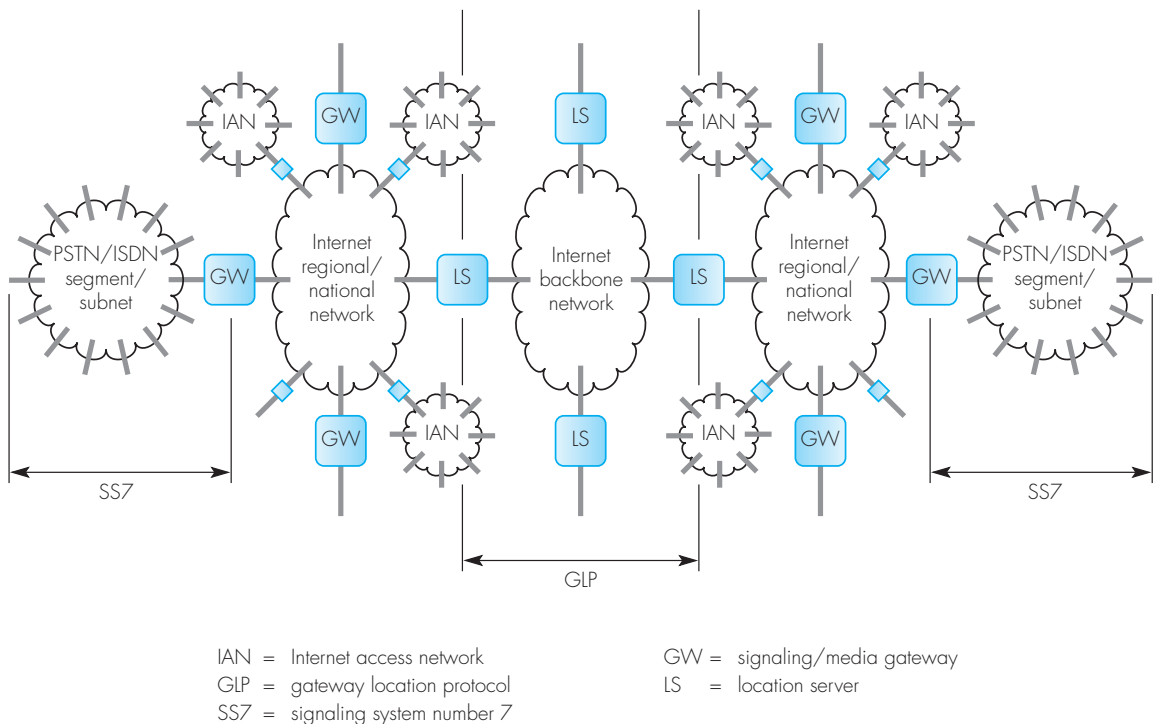 IAN
GW
IAN
LS
IAN
GW
IAN
PSTN/ISDN
segment/
subnet
GW
Internet
regional/
national
network
LS
Internet
backbone
network
LS
Internet
regional/
national
network
GW
PSTN/ISDN
segment/
subnet
GW
IAN
LS
IAN
GW
SS7
SS7
GLP
IAN = Internet access network
GLP = gateway location protocol
SS7 = signaling system number 7
GW = signaling/media gateway
LS = location server